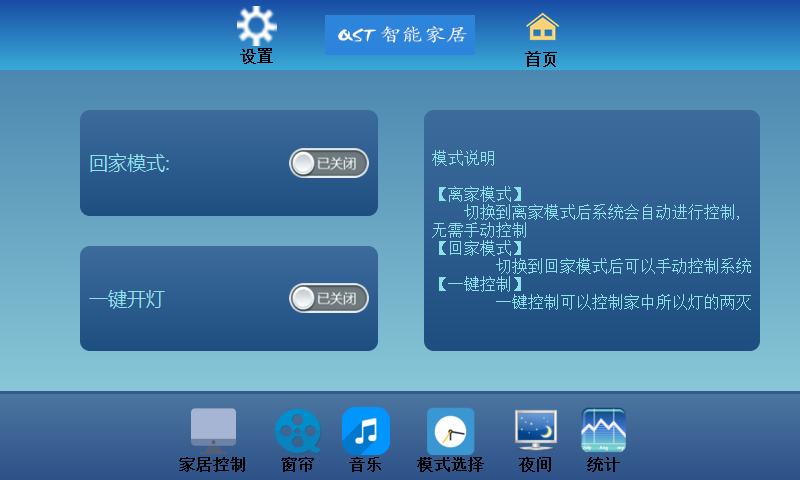 设置
QST 智能家居
首页
回家模式:
已关闭
一键开灯
已关闭
模式说明
【离家模式】
切换到离家模式后系统会自动进行控制,
无需手动控制
【回家模式】
切换到回家模式后可以手动控制系统
【一键控制】
一键控制可以控制家中所以灯的两灭
家居控制
窗帘
音乐
模式选择
夜间
统计